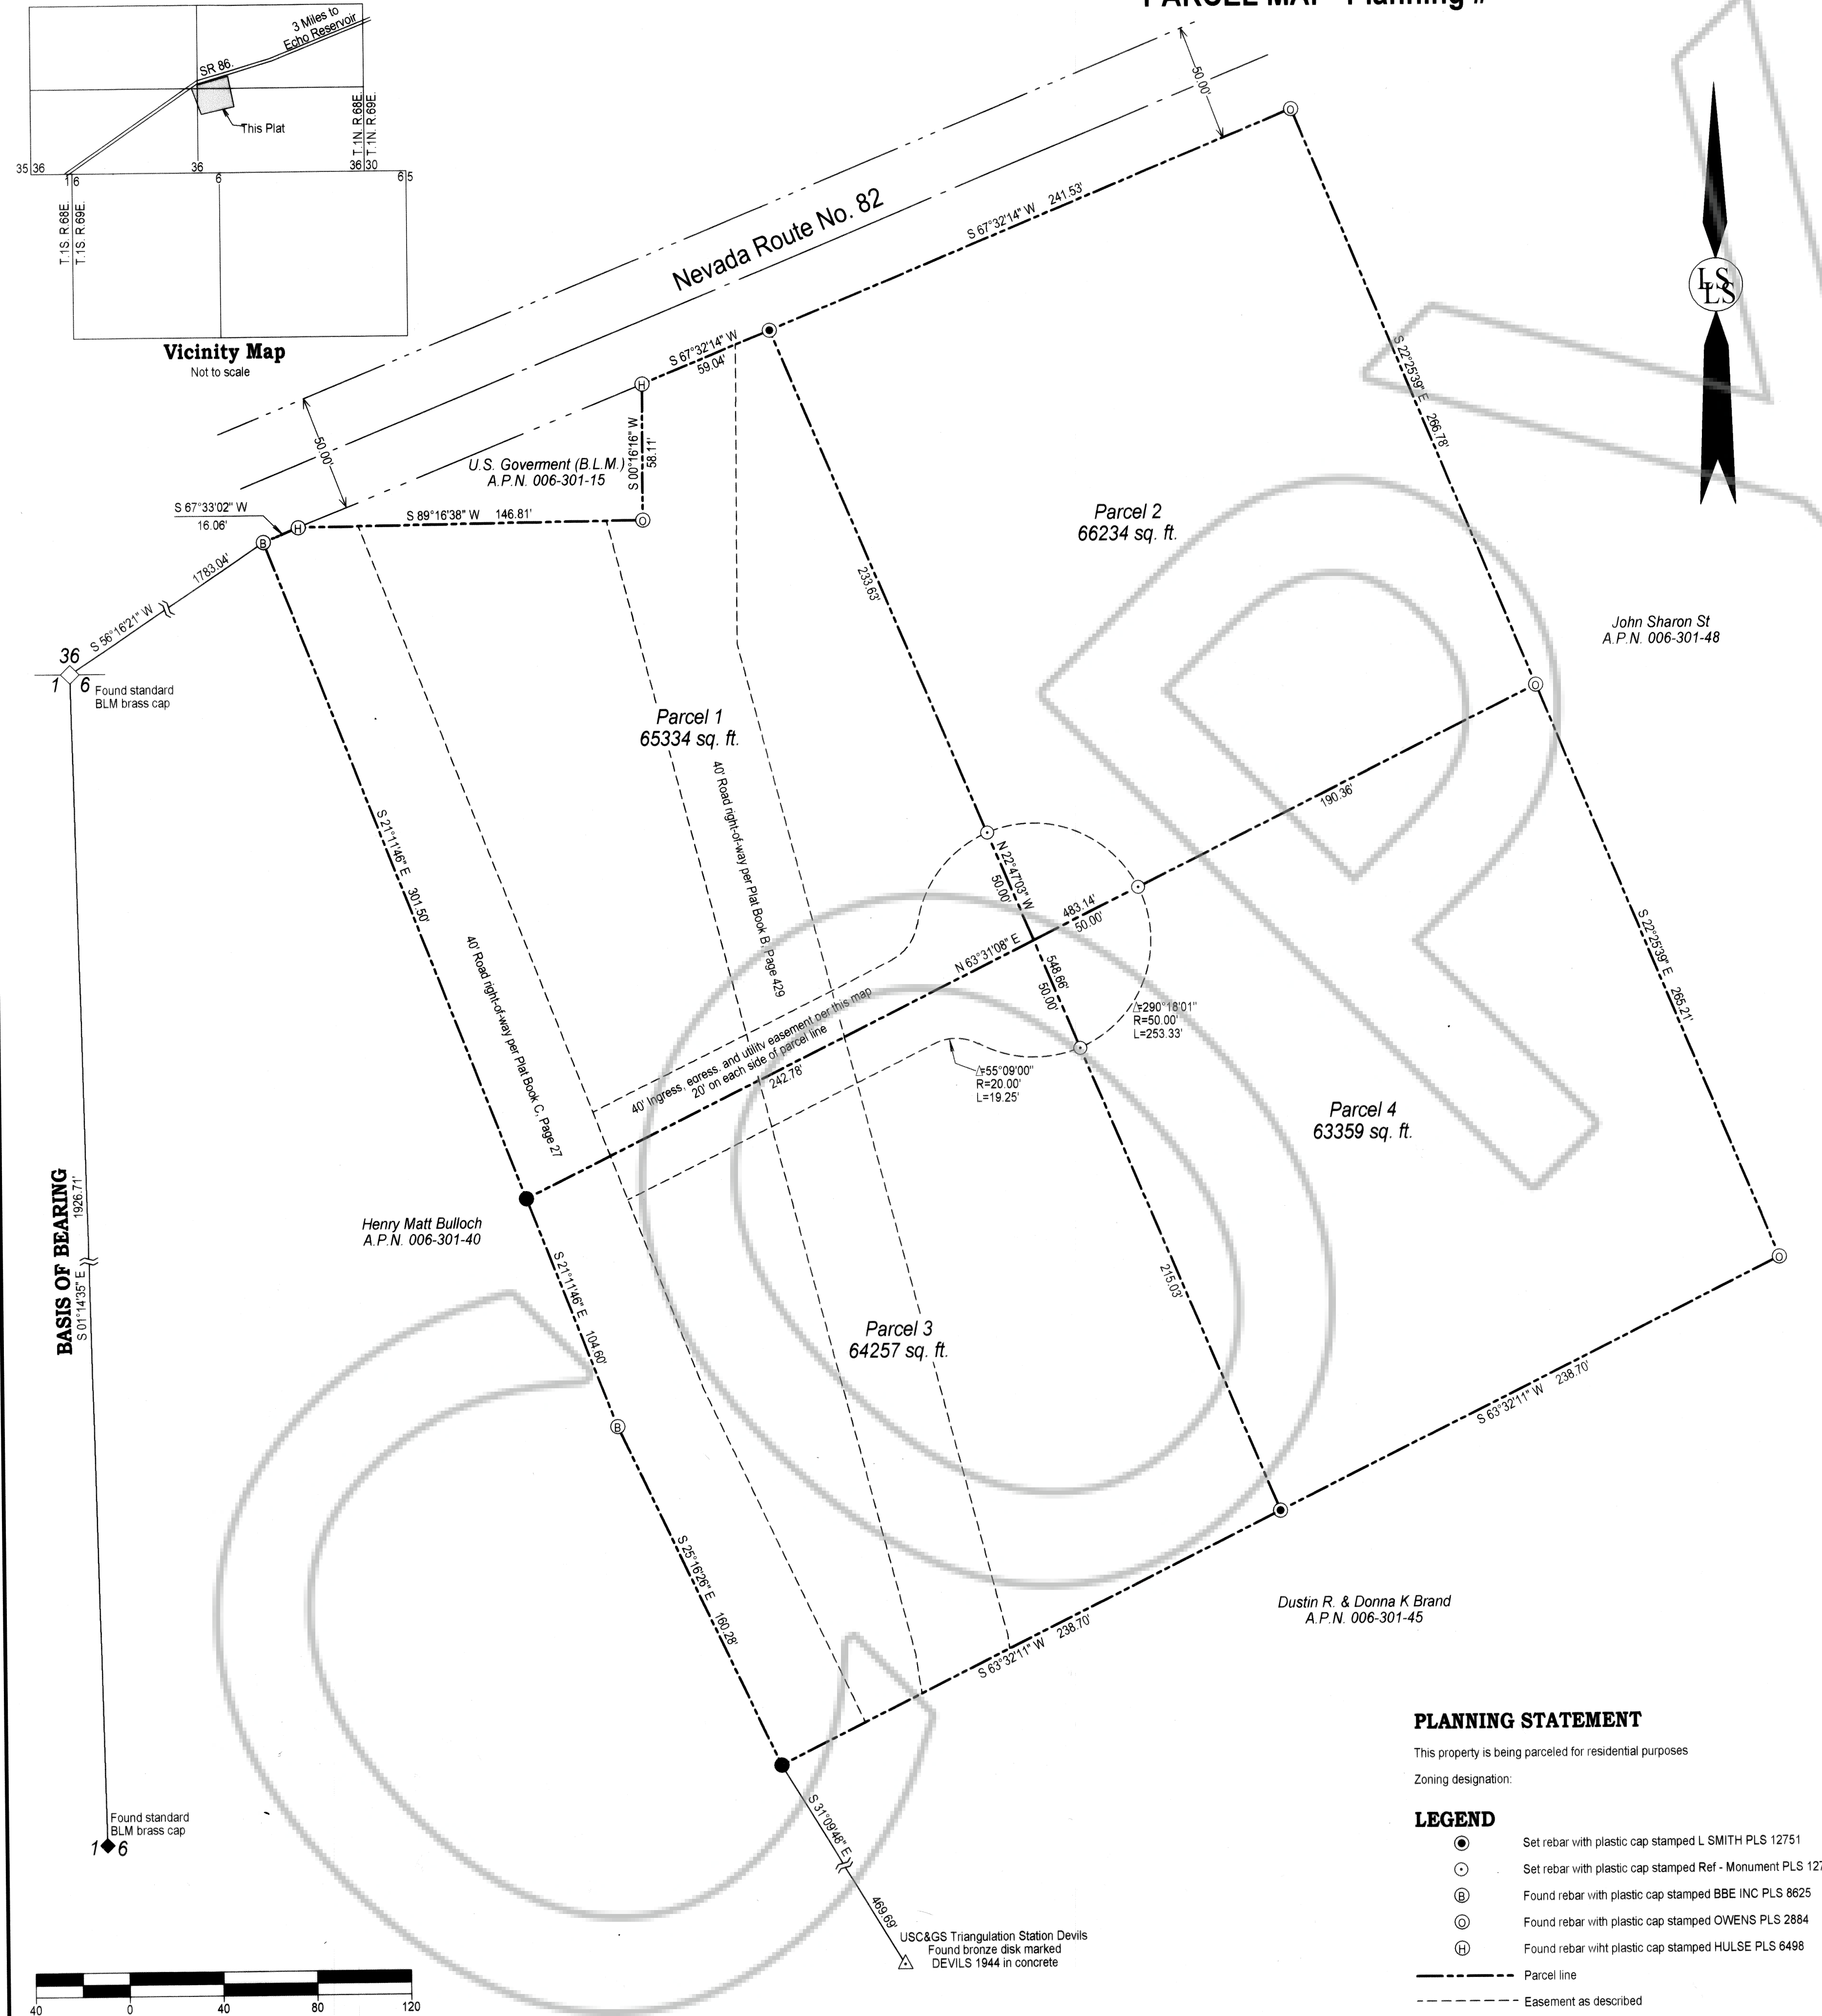 3 Miles to
Echo Reservoir
SR 86.
This Plat
T.1N. R.68E.
T.1N. R.69E.
35 36
1 6
36
6
36 30
6 5
T.1S. R.68E.
T.1S. R.69E.
Vicinity Map
Not to scale
50.00'
Nevada Route No. 82
S 67°32'14" W 241.53'
S 67°32'14" W
59.04'
H
50.00'
U.S. Goverment (B.L.M.)
A.P.N. 006-301-15
S 00°16'16" W
58.11'
S 67°33'02" W
16.06'
S 89°16'38" W 146.81'
H
O
B
1783.04'
S 56°16'21" W
36
1 6
Found standard
BLM brass cap
O
LS
LS
S 22°25'39" E 266.78'
Parcel 2
66234 sq. ft.
233.63'
John Sharon St
A.P.N. 006-301-48
O
Parcel 1
65334 sq. ft.
40' Road right-of-way per Plat Book B, Page 429
190.36'
S 21°11'46" E 301.50'
40' Road right-of-way per Plat Book C, Page 27
N 22°47'03" W
50.00'
483.14'
50.00'
N 63°31'08" E
548.66'
50.00'
40' Ingress, egress, and utility easement per this map
20' on each side of parcel line
242.78'
Δ=290°18'01"
R=50.00'
L=253.33'
Δ=55°09'00"
R=20.00'
L=19.25'
S 22°25'39" E 265.21'
Parcel 4
63359 sq. ft.
BASIS OF BEARING
1926.71'
S 01°14'35" E
Henry Matt Bulloch
A.P.N. 006-301-40
S 21°11'46" E 104.60'
B
215.03'
O
Parcel 3
64257 sq. ft.
S 63°32'11" W 238.70'
S 25°16'26" E 160.28'
S 63°32'11" W 238.70'
Dustin R. & Donna K Brand
A.P.N. 006-301-45
Found standard
BLM brass cap
1 6
S 31°09'48" E
469.69'
USC&GS Triangulation Station Devils
Found bronze disk marked
DEVILS 1944 in concrete
PLANNING STATEMENT
This property is being parceled for residential purposes
Zoning designation:
LEGEND
Set rebar with plastic cap stamped L SMITH PLS 12751
Set rebar with plastic cap stamped Ref - Monument PLS 127
B Found rebar with plastic cap stamped BBE INC PLS 8625
O Found rebar with plastic cap stamped OWENS PLS 2884
H Found rebar wiht plastic cap stamped HULSE PLS 6498
Parcel line
Easement as described
40 0 40 80 120
COP